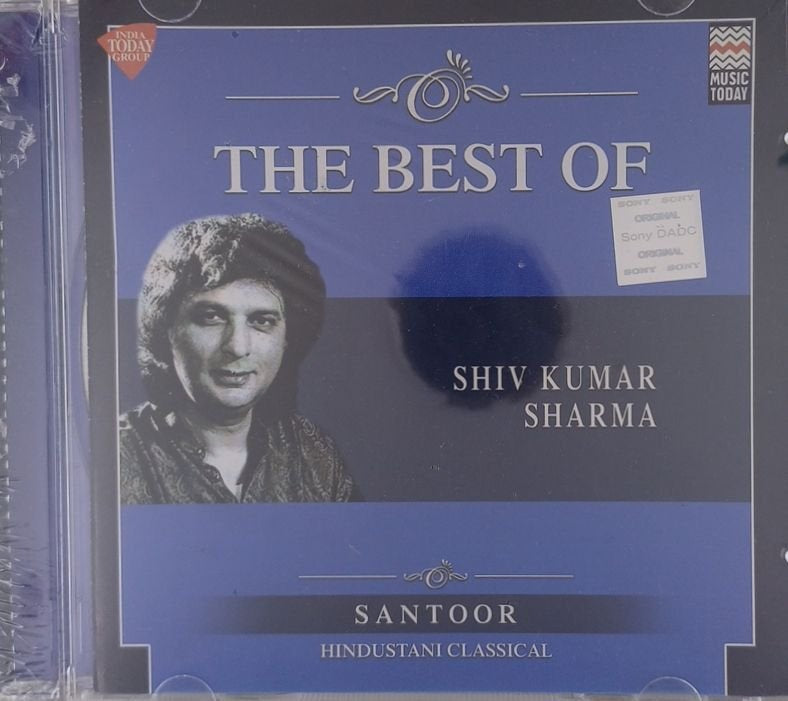 INDIA
TODAY
GROUP
MUSIC
TODAY
THE BEST OF
SONY SONY
ORIGINAL
Sony DADC
ORIGINAL
SONY SONY
SHIV KUMAR
SHARMA
SANTOOR
HINDUSTANI CLASSICAL